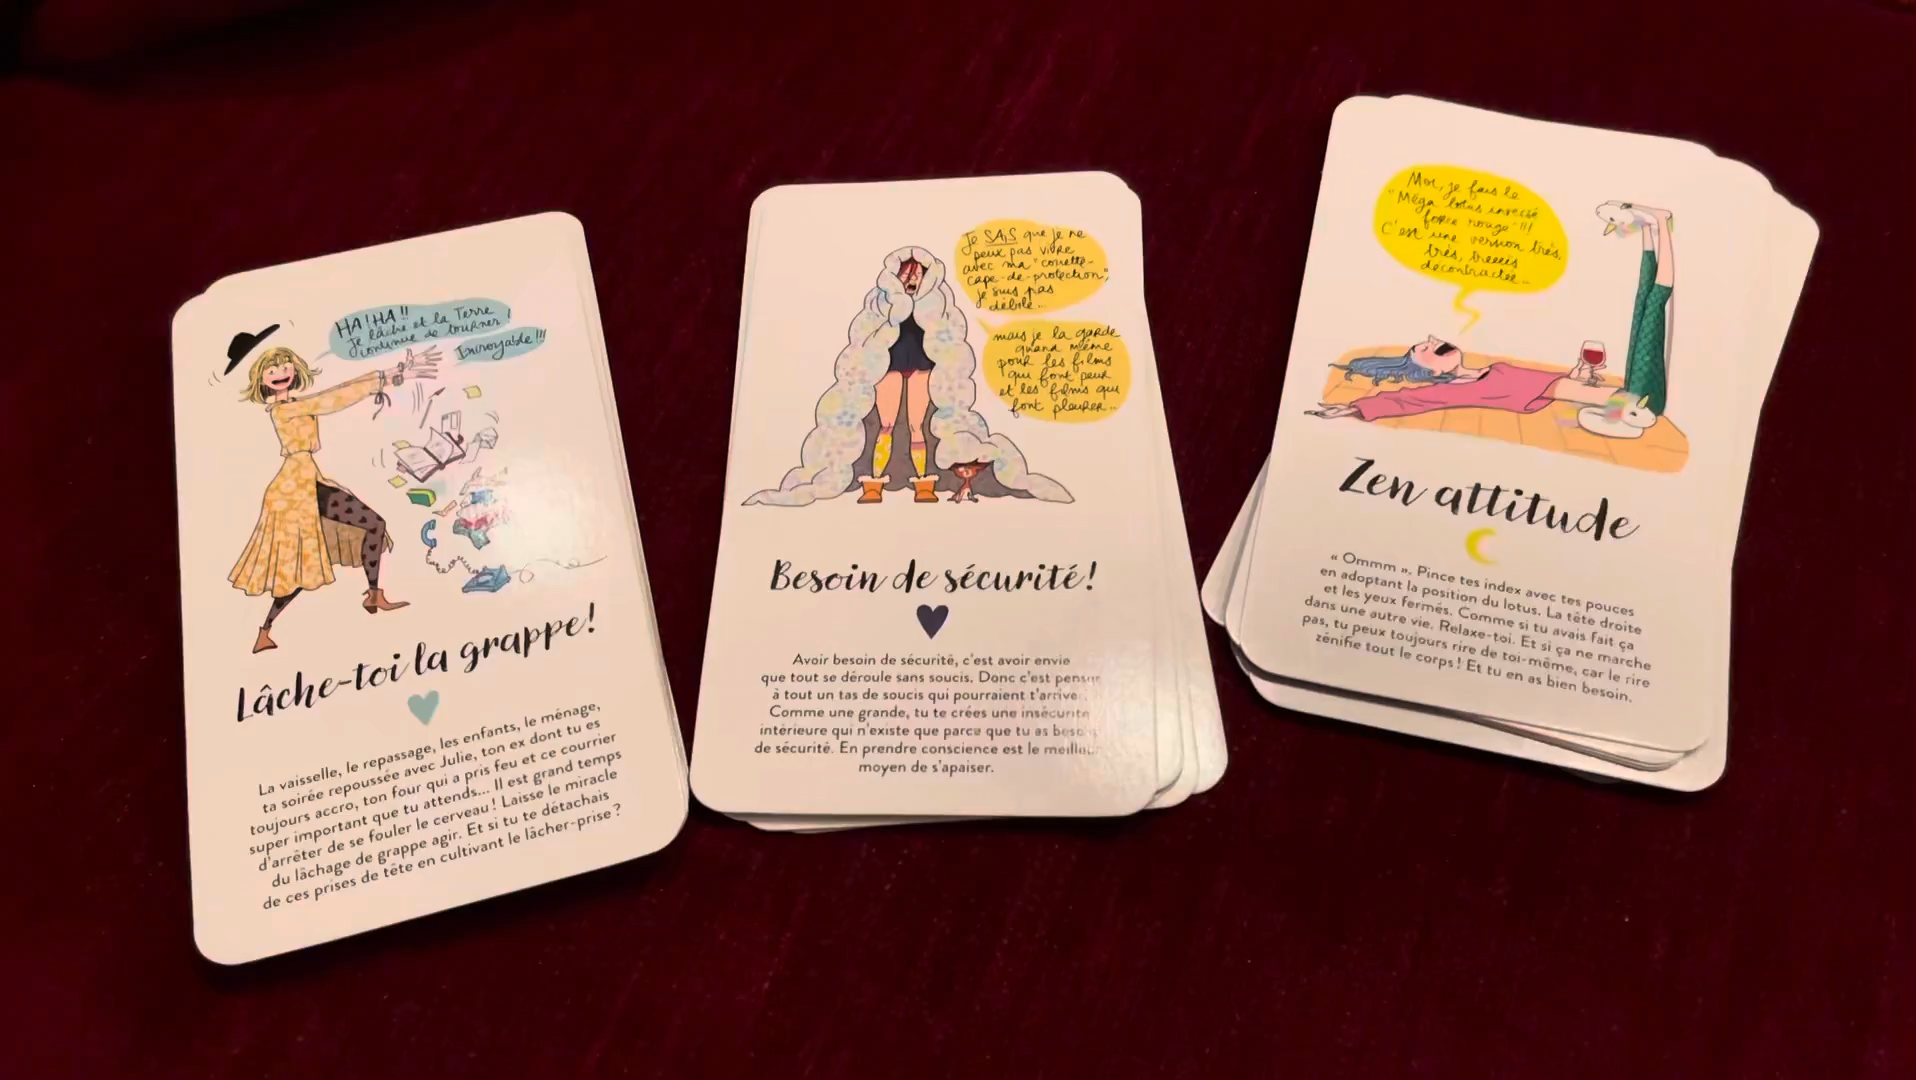 HA! HA!!
Je lâche et la Terre
continue de tourner!
Incroyable!!!
Lâche-toi la grappe!
La vaisselle, le repassage, les enfants, le ménage,
ta soirée repoussée avec Julie, ton ex dont tu es
toujours accro, ton four qui a pris feu et ce courrier
super important que tu attends... Il est grand temps
d'arrêter de se fouler le cerveau ! Laisse le miracle
du lâchage de grappe agir. Et si tu te détachais
de ces prises de tête en cultivant le lâcher-prise ?
Je SAIS que je ne
peux pas vivre
avec ma "couette-
cape-de-protection",
je suis pas
débile...
mais je la garde
quand même
pour les films
qui font peur
et les films qui
font pleurer...
Besoin de sécurité!
Avoir besoin de sécurité, c'est avoir envie
que tout se déroule sans soucis. Donc c'est penser
à tout un tas de soucis qui pourraient t'arrive
Comme une grande, tu te crées une insécurité
intérieure qui n'existe que parce que tu as besoin
de sécurité. En prendre conscience est le meilleur
moyen de s'apaiser.
Moi, je fais le
"Méga lotus inversé
force rouge"!!!
C'est une version très,
très, treeeis
décontractée...
Zen attitude
« Ommm ». Pince tes index avec tes pouces
en adoptant la position du lotus. La tête droite
et les yeux fermés. Comme si tu avais fait ça
dans une autre vie. Relaxe-toi. Et si ça ne marche
pas, tu peux toujours rire de toi-même, car le rire
zénifie tout le corps ! Et tu en as bien besoin.